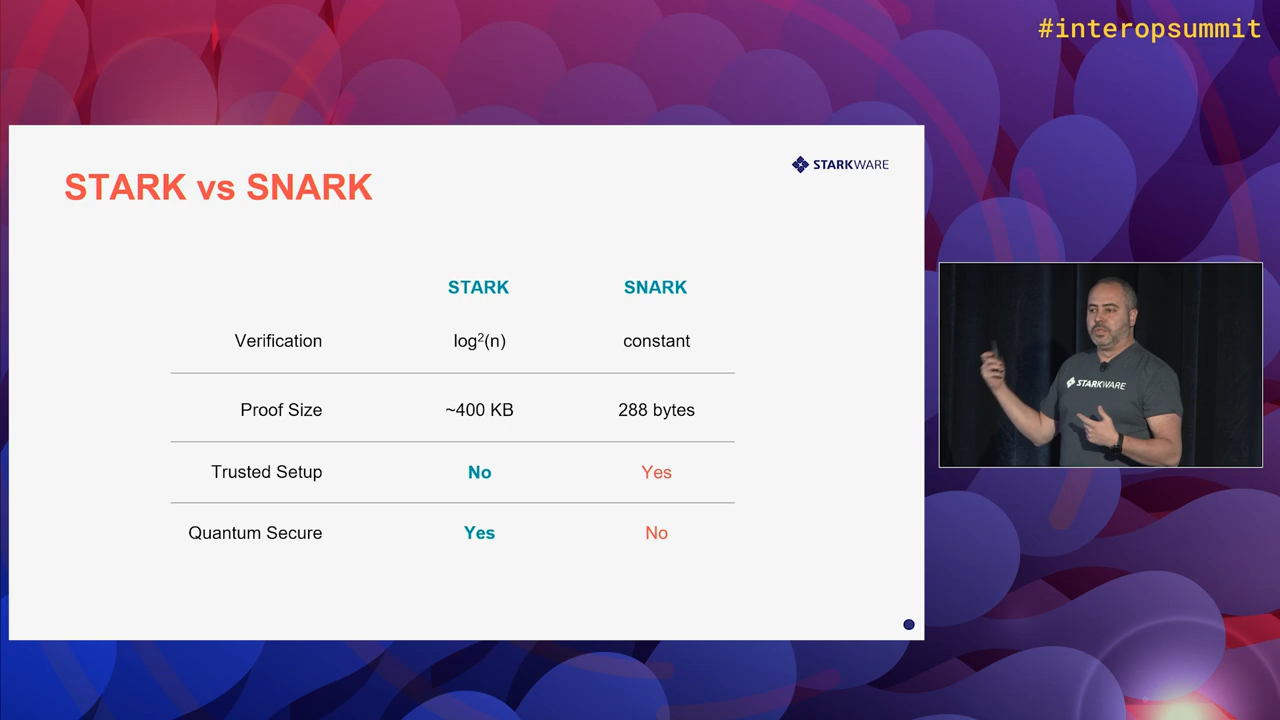 #interopsummit
STARKWARE
STARK vs SNARK
STARK SNARK
Verification log²(n) constant
Proof Size ~400 KB 288 bytes
Trusted Setup No Yes
Quantum Secure Yes No
STARKWARE